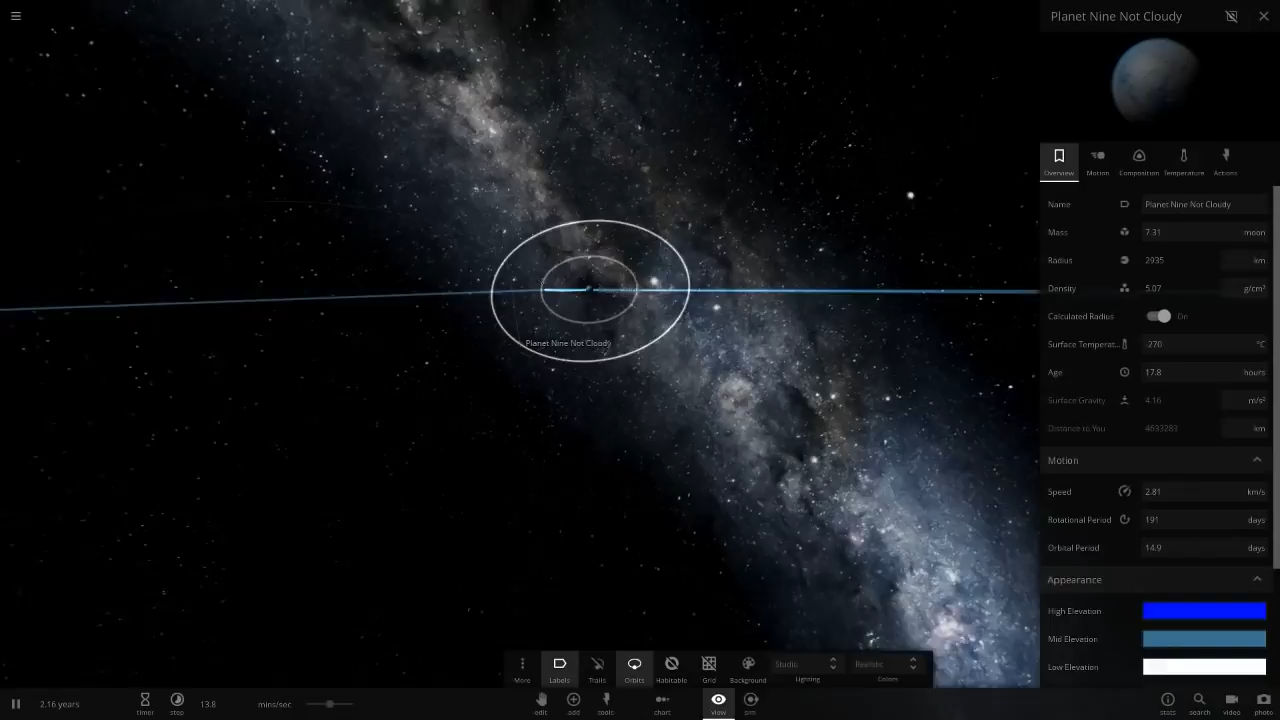 Planet Nine Not Cloudy
Overview
Motion
Composition
Temperature
Actions
Name
Planet Nine Not Cloudy
Mass
7.31
moon
Radius
2935
km
Density
5.07
g/cm³
Calculated Radius
On
Surface Temperat...
-270
°C
Age
17.8
hours
Surface Gravity
4.16
m/s²
Distance to You
4633283
km
Motion
Speed
2.81
km/s
Rotational Period
191
days
Orbital Period
14.9
days
Appearance
High Elevation
Mid Elevation
Low Elevation
Planet Nine Not Cloudy
More
Labels
Trails
Orbits
Habitable
Grid
Background
Studio
Lighting
Realistic
Colors
2.16 years
timer
step
13.8
mins/sec
edit
add
tools
chart
view
sim
stats
search
video
photo